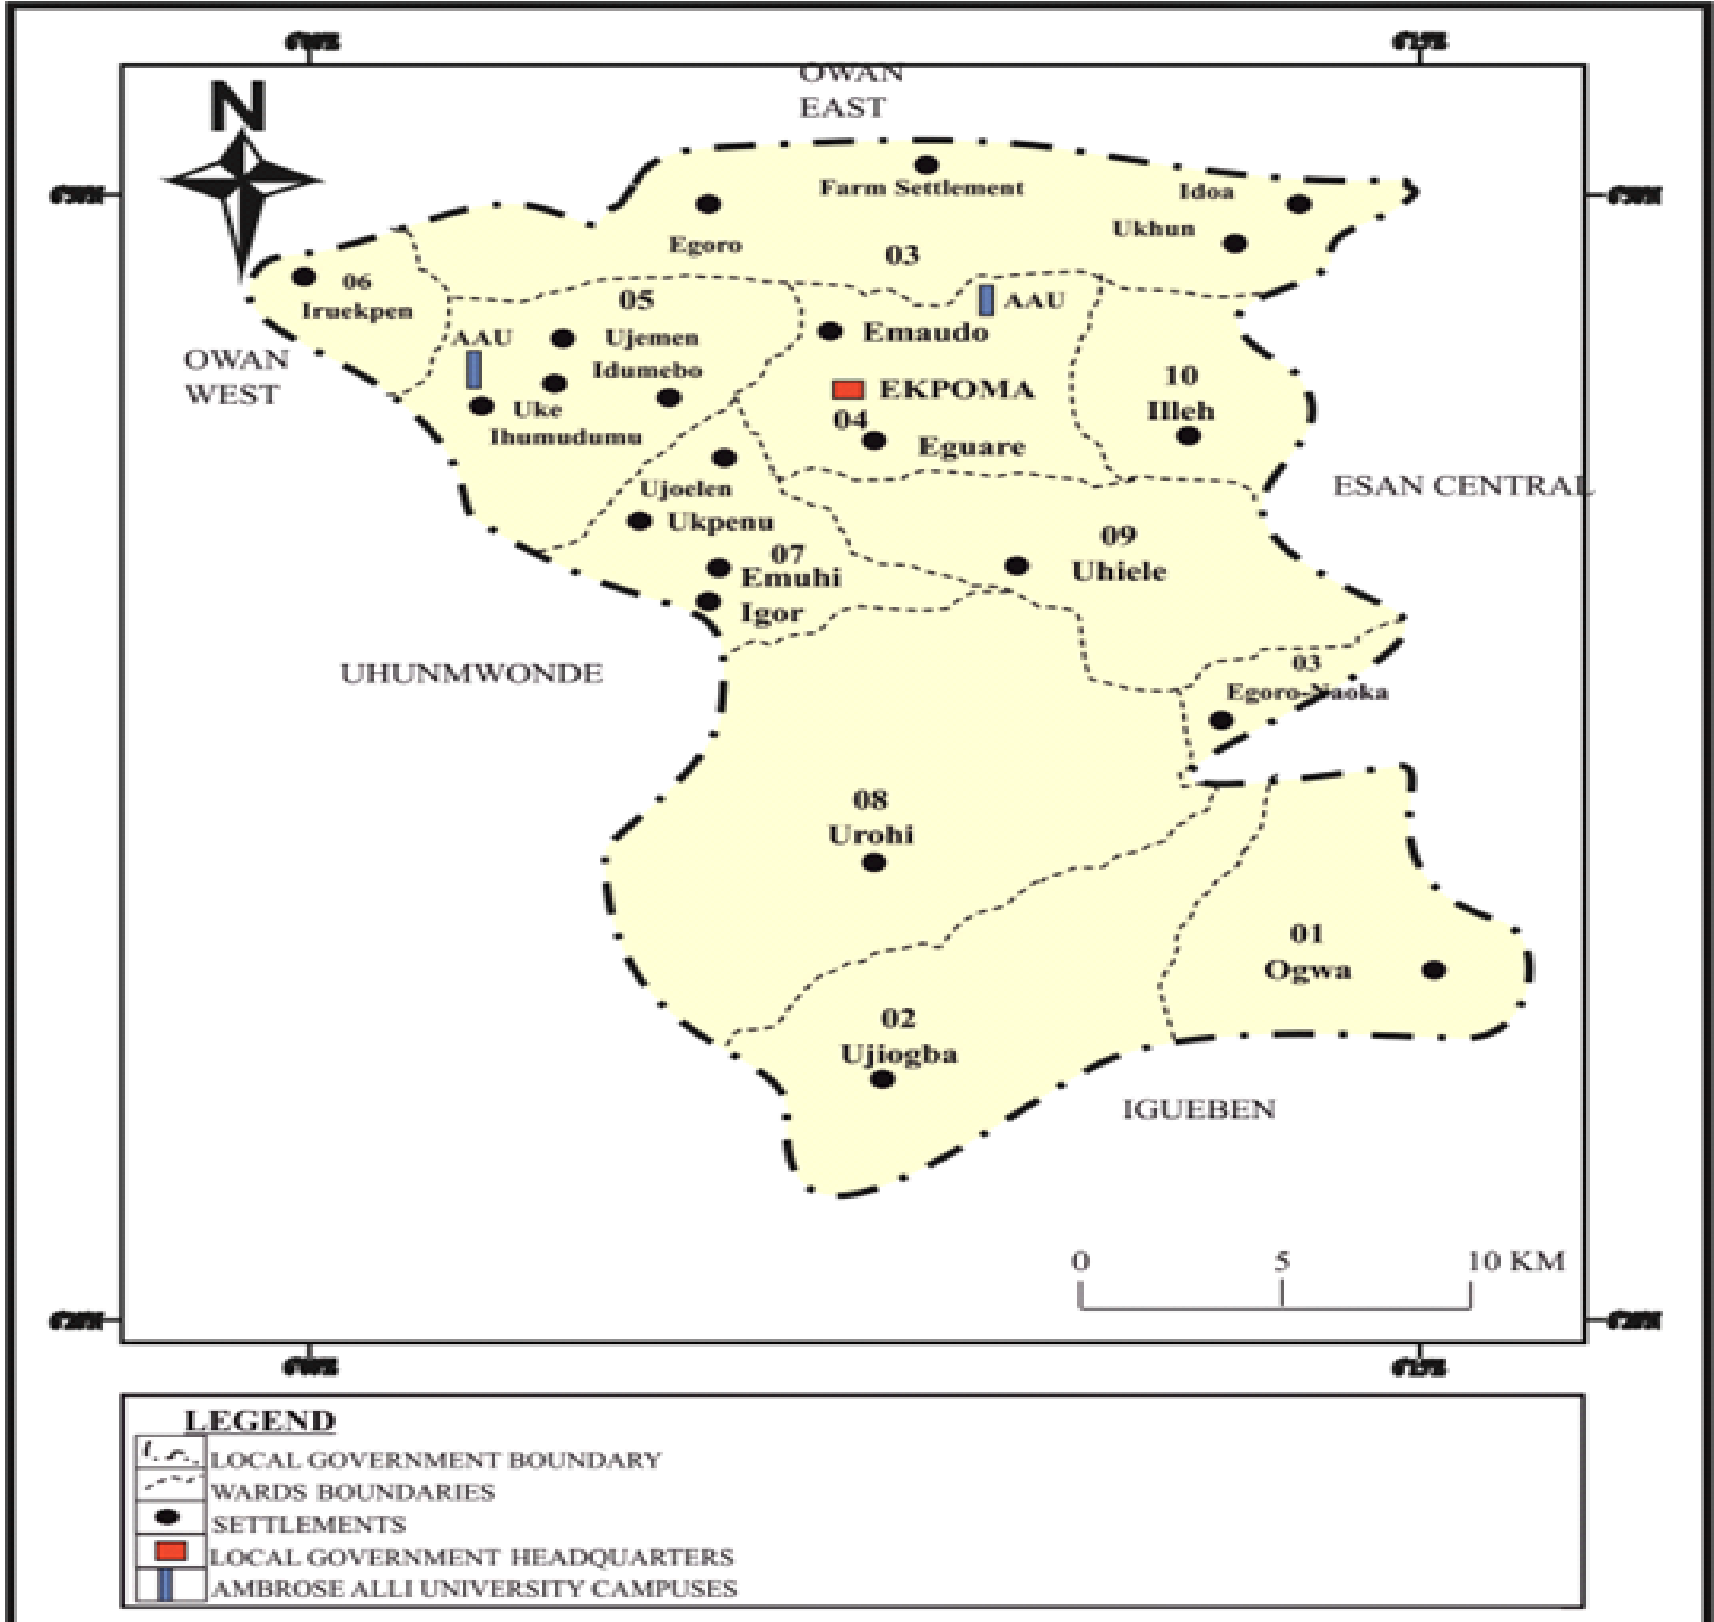 OWAN
EAST
N
Farm Settlement
Idoa
Egoro
Ukhun
03
06
Iruekpen
05
AAU
AAU
Ujemen
Emaudo
OWAN
WEST
Idumebo
EKPOMA
10
Illeh
Uke
04
Ihumudumu
Eguare
ESAN CENTRAL
Ujoelen
Ukpenu
09
Uhiele
07
Emuhi
Igor
UHUNMWONDE
03
Egoro-Naoka
08
Urohi
01
Ogwa
02
Ujiogba
IGUEBEN
0 5 10 KM
LEGEND
LOCAL GOVERNMENT BOUNDARY
WARDS BOUNDARIES
SETTLEMENTS
LOCAL GOVERNMENT HEADQUARTERS
AMBROSE ALLI UNIVERSITY CAMPUSES